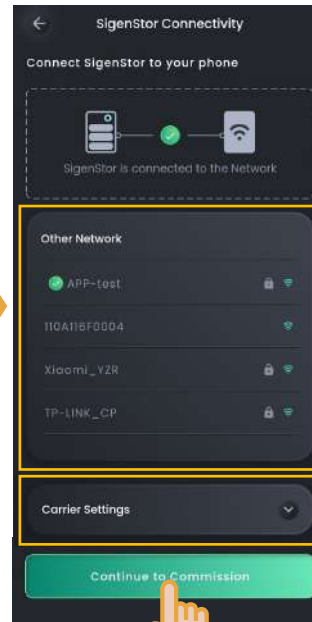 SigenStor Connectivity
Connect SigenStor to your phone
SigenStor is connected to the Network
Other Network
APP-test
110A116F0004
Xiaomi_YZR
TP-LINK_CP
Carrier Settings
Continue to Commission